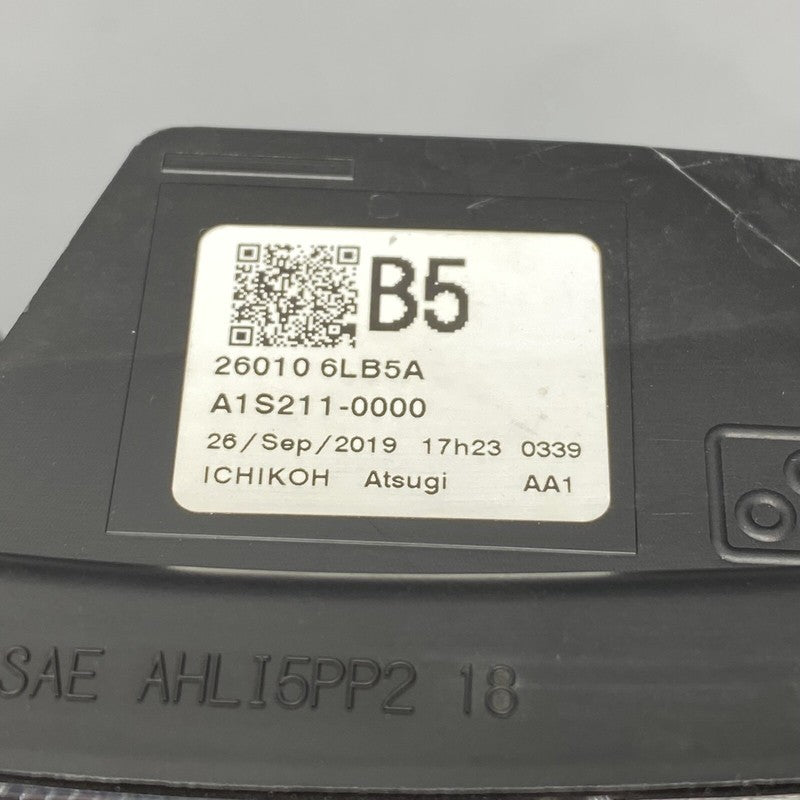 B5
26010 6LB5A
A1S211-0000
26/Sep/2019 17h23 0339
ICHIKOH Atsugi AA1
SAE AHLI5PP2 18